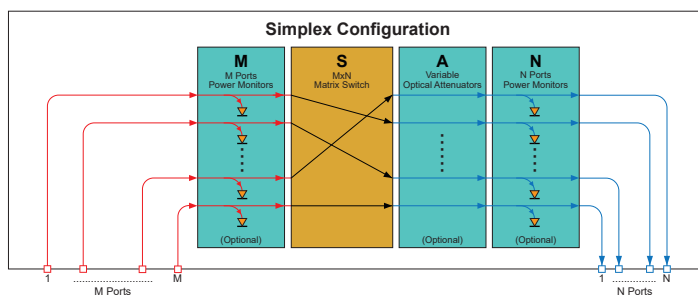 Simplex Configuration
M
M Ports
Power Monitors
(Optional)
S
MxN
Matrix Switch
A
Variable
Optical Attenuators
(Optional)
N
N Ports
Power Monitors
(Optional)
1
M
M Ports
1
N
N Ports